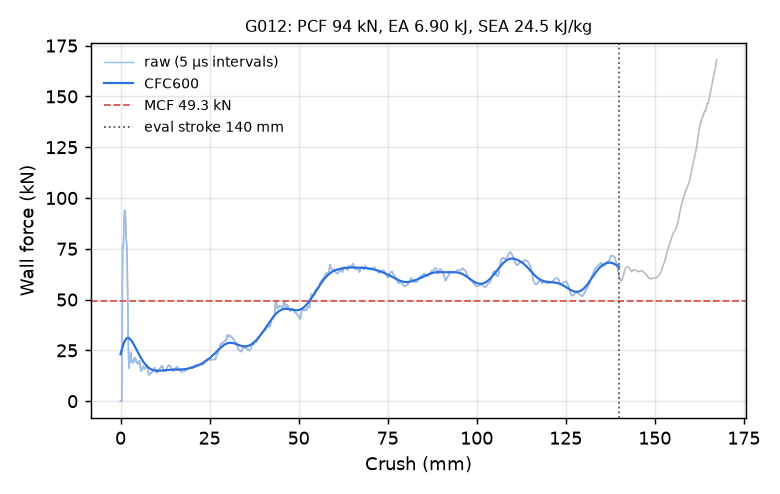 G012: PCF 94 kN, EA 6.90 kJ, SEA 24.5 kJ/kg
raw (5 µs intervals)
CFC600
MCF 49.3 kN
eval stroke 140 mm
Wall force (kN)
175
150
125
100
75
50
25
0
0 25 50 75 100 125 150 175
Crush (mm)